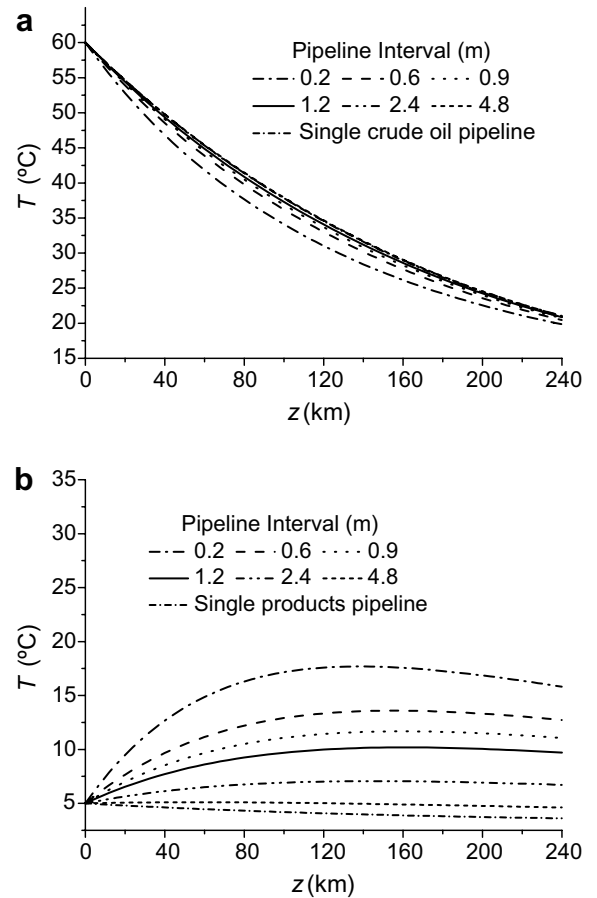 a
60
55
50
45
40
35
30
25
20
15
T (ºC)
Pipeline Interval (m)
0.2 0.6 0.9
1.2 2.4 4.8
Single crude oil pipeline
0 40 80 120 160 200 240
z (km)
b
35
30
25
20
15
10
5
T (ºC)
Pipeline Interval (m)
0.2 0.6 0.9
1.2 2.4 4.8
Single products pipeline
0 40 80 120 160 200 240
z (km)